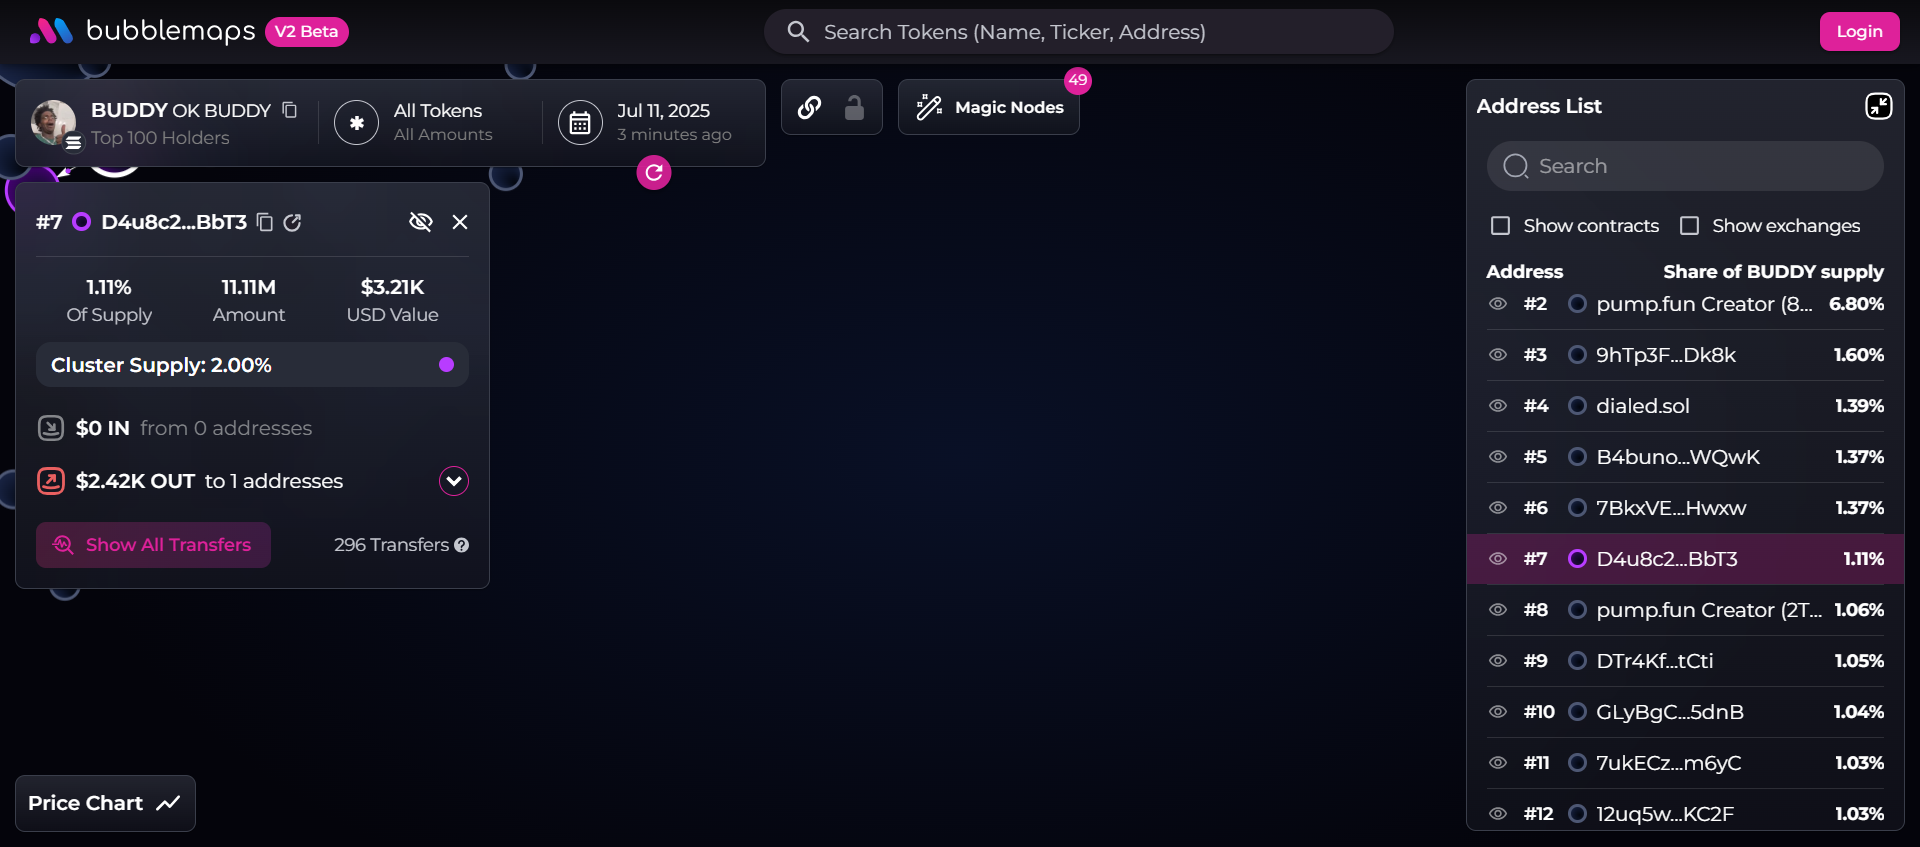 bubblemaps V2 Beta
Search Tokens (Name, Ticker, Address)
Login
BUDDY OK BUDDY
Top 100 Holders
All Tokens
All Amounts
Jul 11, 2025
3 minutes ago
Magic Nodes
49
#7 D4u8c2...BbT3
1.11% 11.11M $3.21K
Of Supply Amount USD Value
Cluster Supply: 2.00%
$0 IN from 0 addresses
$2.42K OUT to 1 addresses
Show All Transfers 296 Transfers ?
Price Chart
Address List
Search
Show contracts Show exchanges
Address Share of BUDDY supply
#2 pump.fun Creator (8... 6.80%
#3 9hTp3F...Dk8k 1.60%
#4 dialed.sol 1.39%
#5 B4buno...WQwK 1.37%
#6 7BkxVE...Hwxw 1.37%
#7 D4u8c2...BbT3 1.11%
#8 pump.fun Creator (2T... 1.06%
#9 DTr4Kf...tCti 1.05%
#10 GLyBgC...5dnB 1.04%
#11 7ukECz...m6yC 1.03%
#12 12uq5w...KC2F 1.03%